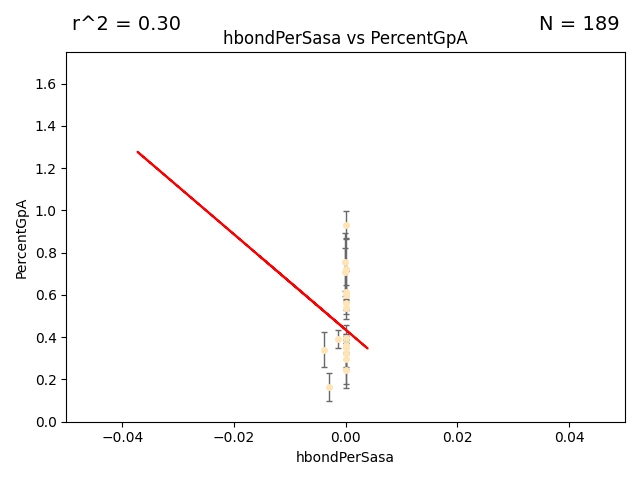 r^2 = 0.30
N = 189
hbondPerSasa vs PercentGpA
1.6
1.4
1.2
1.0
0.8
0.6
0.4
0.2
0.0
PercentGpA
−0.04
−0.02
0.00
0.02
0.04
hbondPerSasa